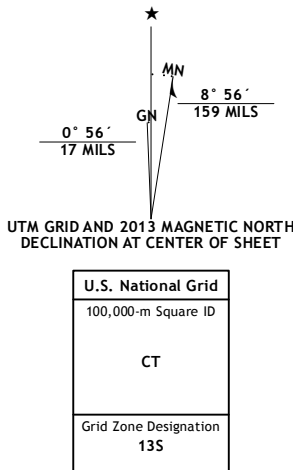 ★
MN
GN
8° 56´
159 MILS
0° 56´
17 MILS
UTM GRID AND 2013 MAGNETIC NORTH
DECLINATION AT CENTER OF SHEET
U.S. National Grid
100,000-m Square ID
CT
Grid Zone Designation
13S